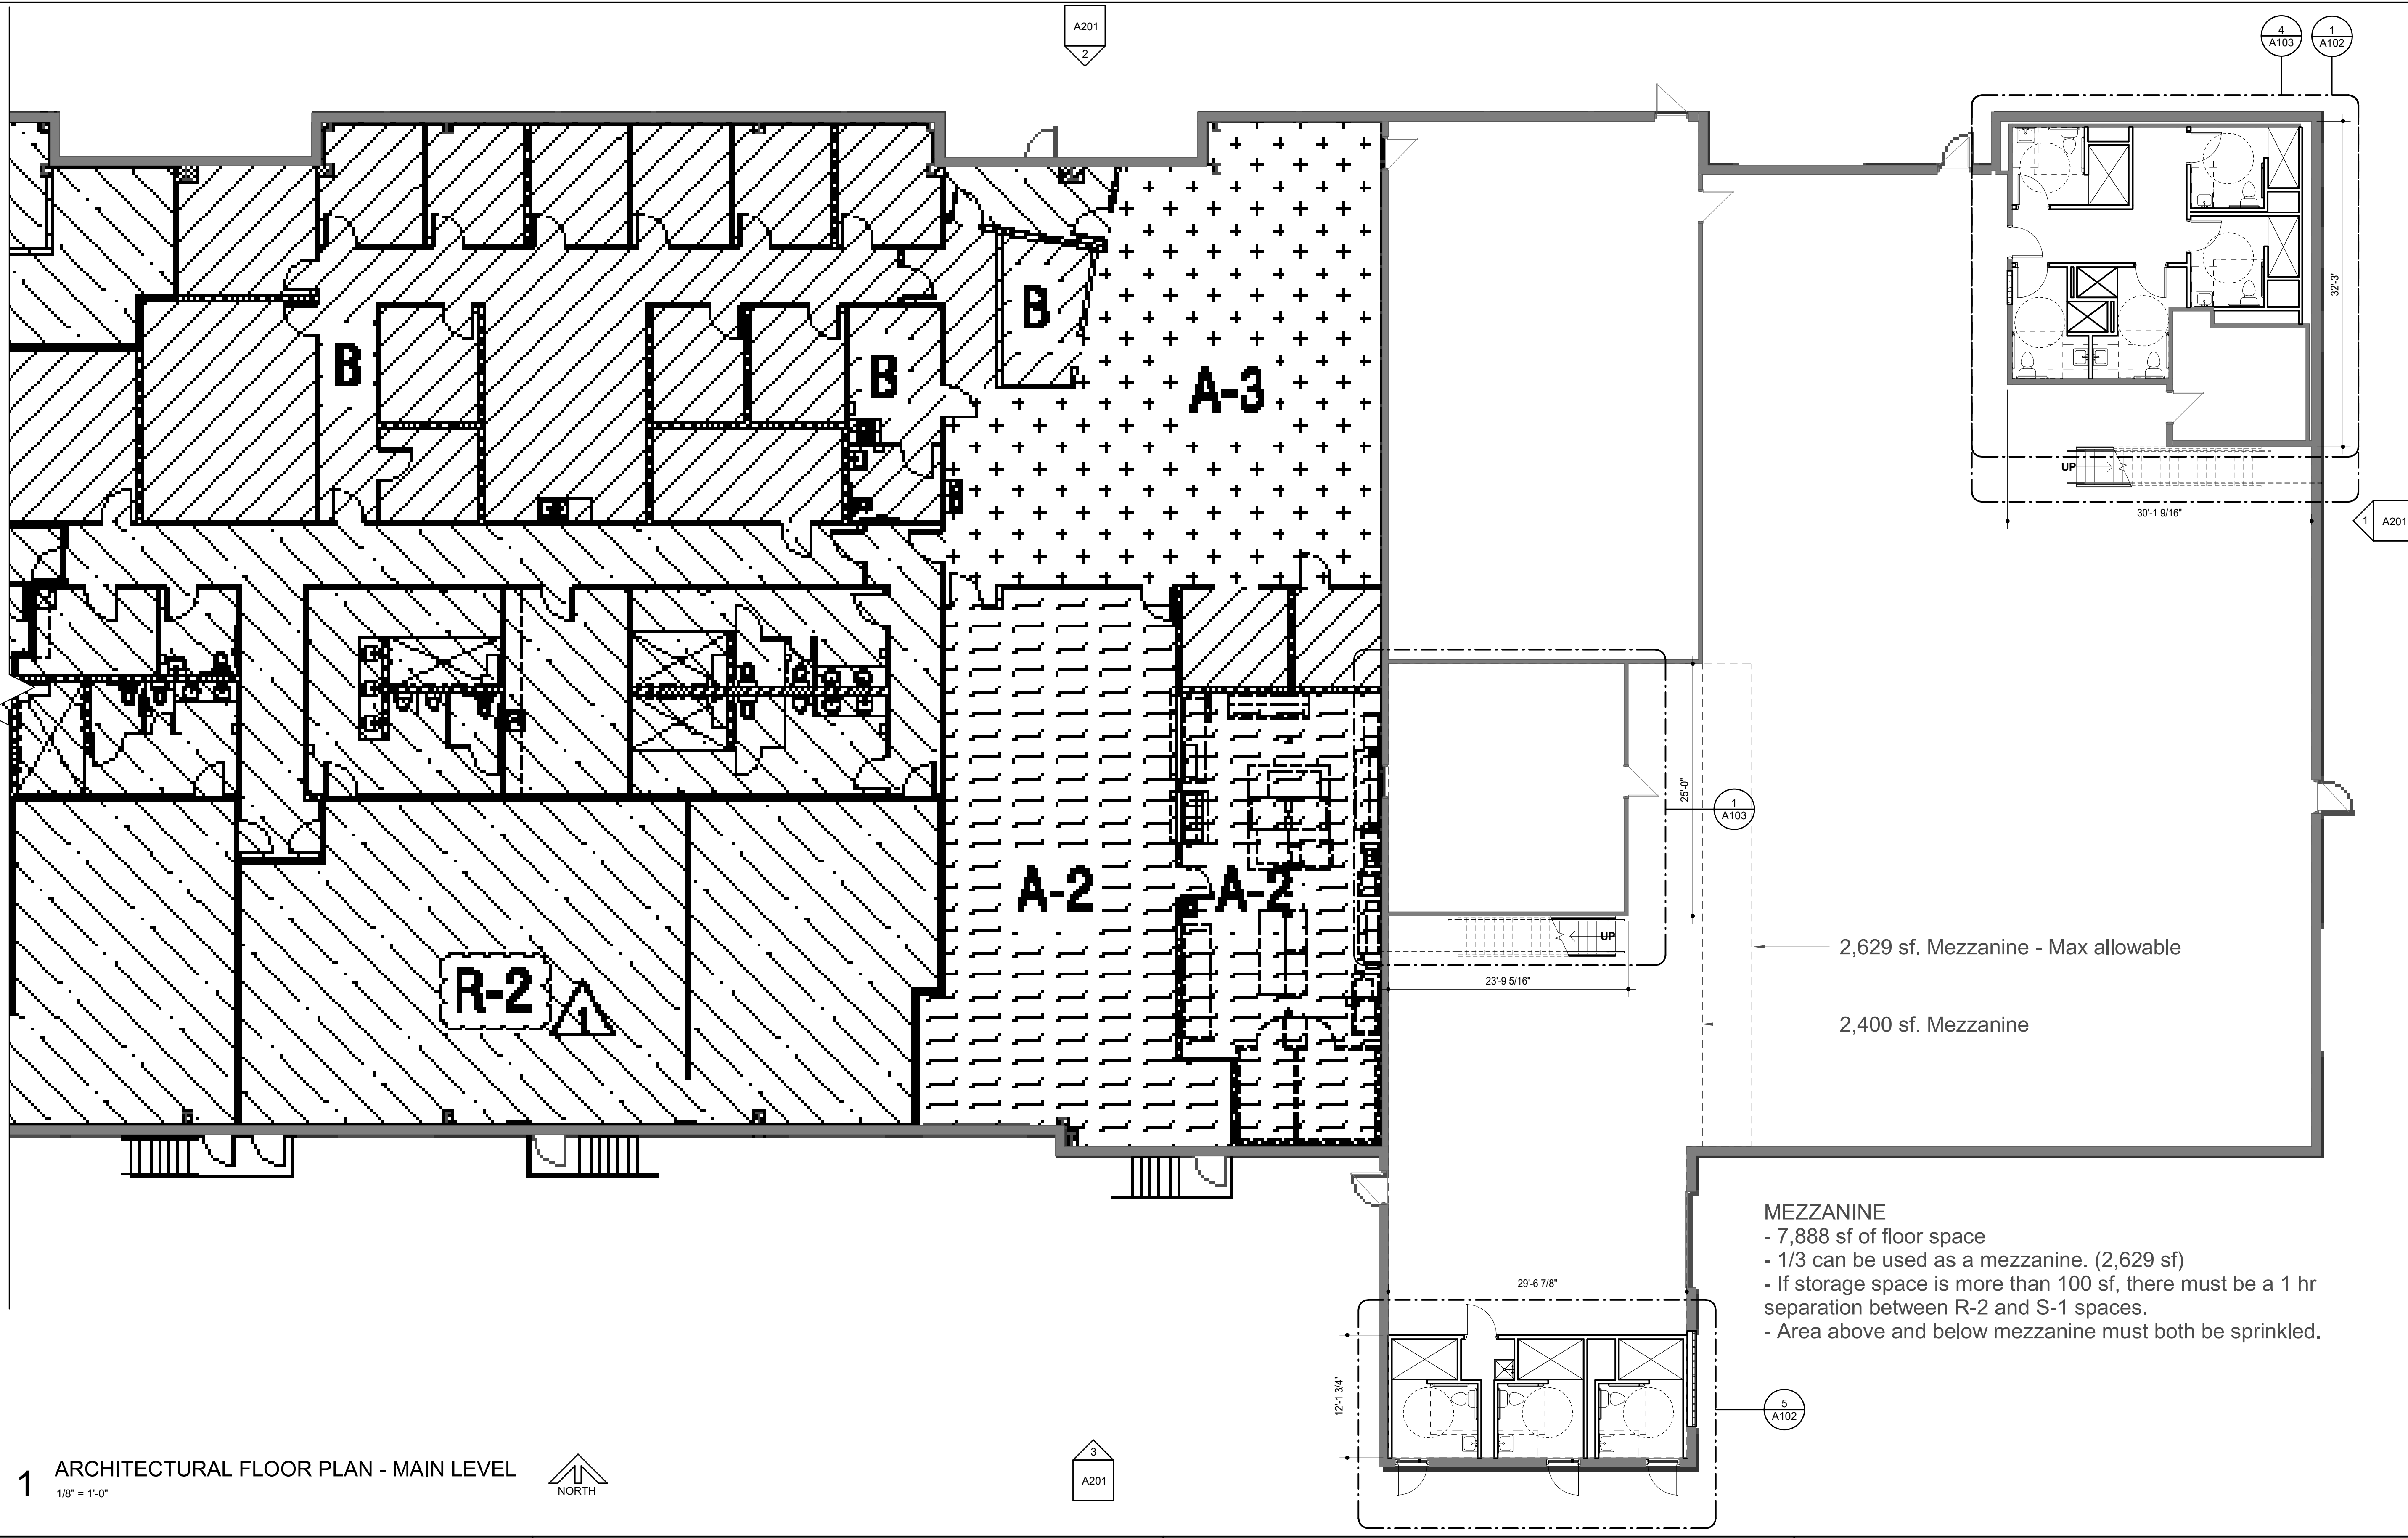 A201
2
4
A103
1
A102
B
B
B
A-3
32'-3"
UP
30'-1 9/16"
1
A201
25'-0"
1
A103
A-2
A-2
UP
2,629 sf. Mezzanine - Max allowable
23'-9 5/16"
R-2
1
2,400 sf. Mezzanine
MEZZANINE
- 7,888 sf of floor space
- 1/3 can be used as a mezzanine. (2,629 sf)
- If storage space is more than 100 sf, there must be a 1 hr
separation between R-2 and S-1 spaces.
- Area above and below mezzanine must both be sprinkled.
29'-6 7/8"
12'-1 3/4"
5
A102
3
A201
1
ARCHITECTURAL FLOOR PLAN - MAIN LEVEL
1/8" = 1'-0"
NORTH